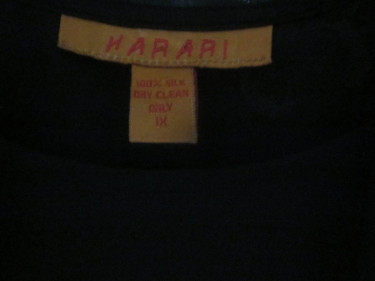 HARARI
100% SILK
DRY CLEAN
ONLY
1X